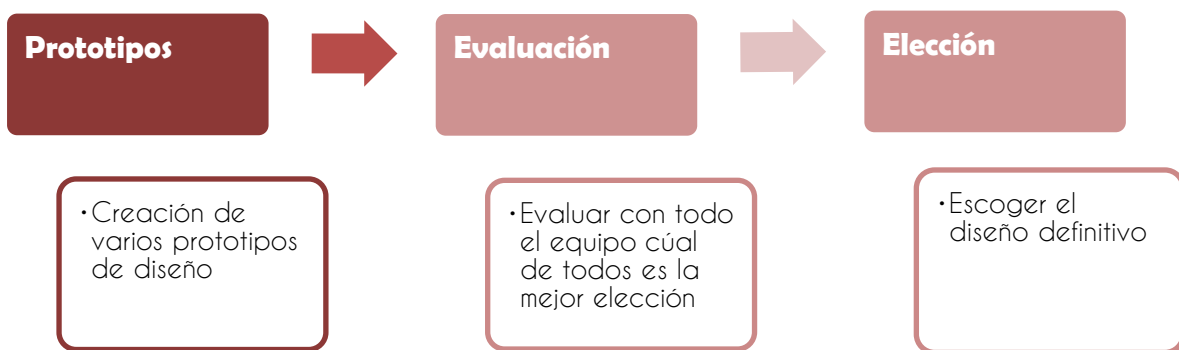 Prototipos
Evaluación
Elección
·Creación de
varios prototipos
de diseño
·Evaluar con todo
el equipo cúal
de todos es la
mejor elección
·Escoger el
diseño definitivo